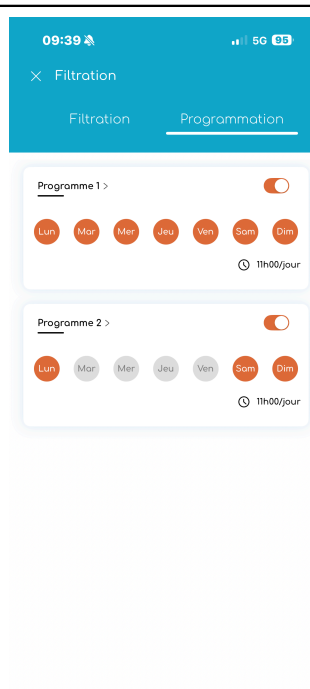 09:39 5G 95
× Filtration
Filtration Programmation
Programme 1 >
Lun Mar Mer Jeu Ven Sam Dim
11h00/jour
Programme 2 >
Lun Mar Mer Jeu Ven Sam Dim
11h00/jour